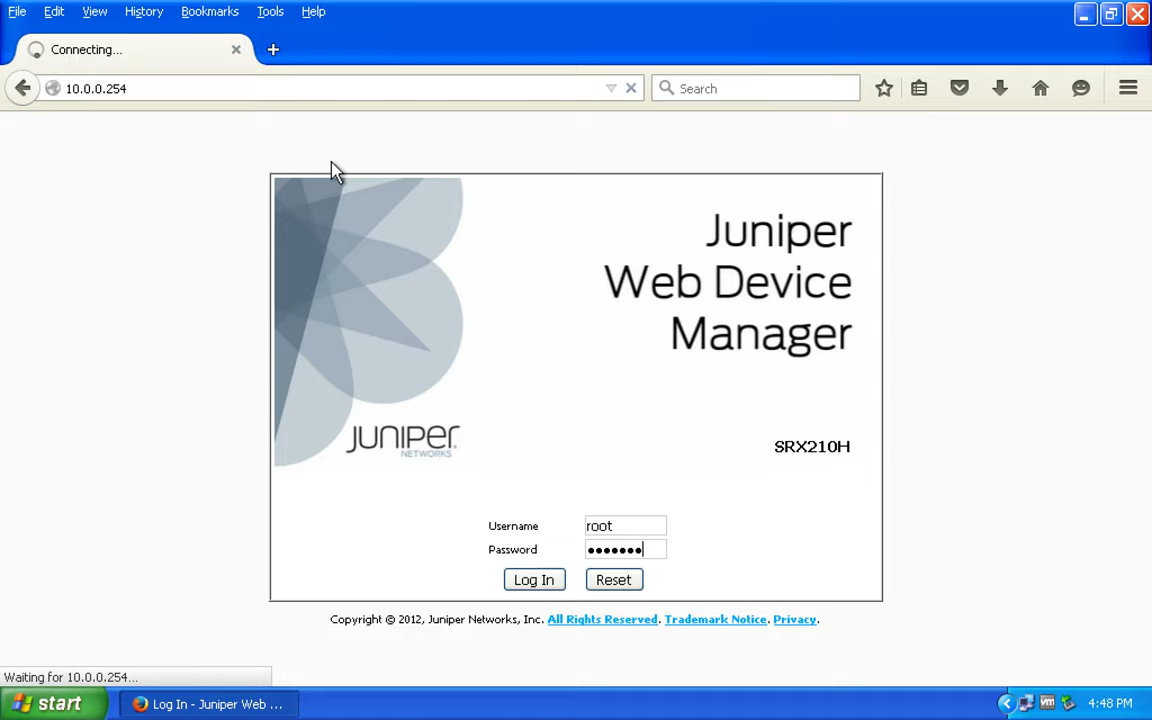 File Edit View History Bookmarks Tools Help
Connecting...
10.0.0.254
Search
Juniper
Web Device
Manager
JUNIPER
NETWORKS
SRX210H
Username root
Password •••••••
Log In Reset
Copyright © 2012, Juniper Networks, Inc. All Rights Reserved. Trademark Notice. Privacy.
Waiting for 10.0.0.254...
start Log In - Juniper Web ... 4:48 PM